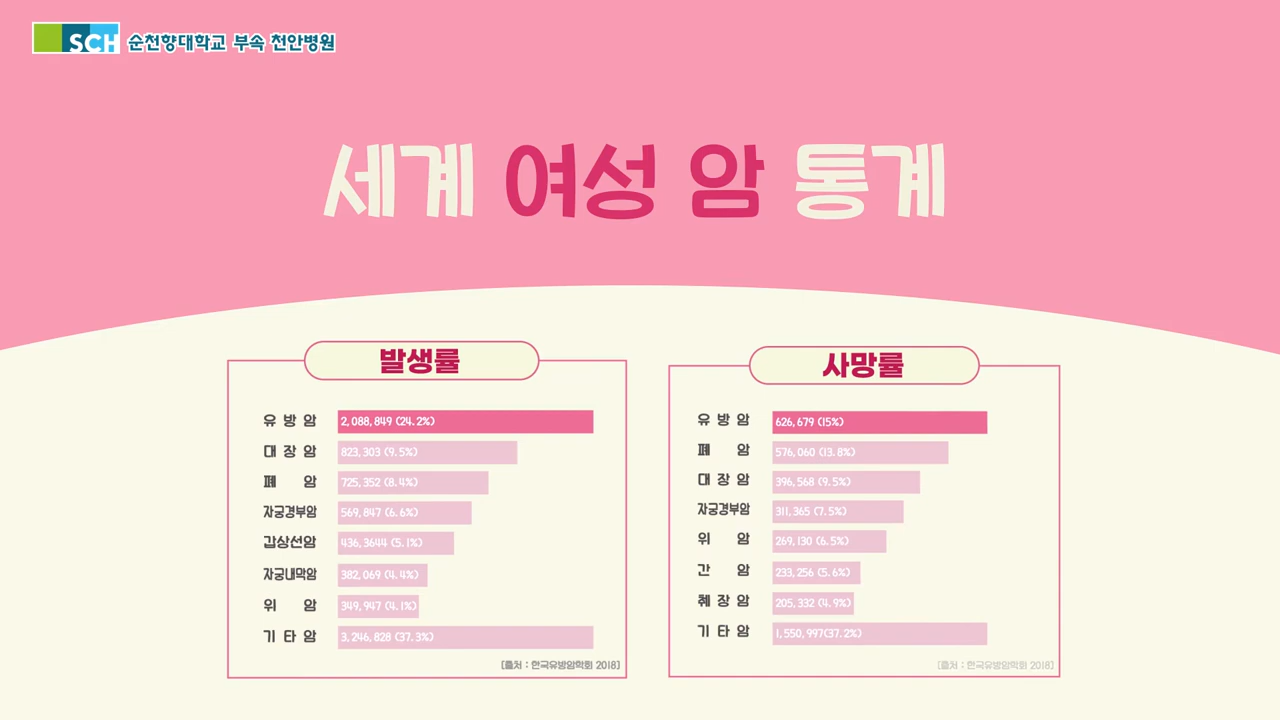 SCH 순천향대학교 부속 천안병원
세계 여성 암 통계
발생률
유방암 2,088,849 (24.2%)
대장암 823,303 (9.5%)
폐암 725,352 (8.4%)
자궁경부암 569,847 (6.6%)
갑상선암 436,3644 (5.1%)
자궁내막암 382,069 (4.4%)
위암 349,947 (4.1%)
기타암 3,246,828 (37.3%)
[출처 : 한국유방암학회 2018]
사망률
유방암 626,679 (15%)
폐암 576,060 (13.8%)
대장암 396,568 (9.5%)
자궁경부암 311,365 (7.5%)
위암 269,130 (6.5%)
간암 233,256 (5.6%)
췌장암 205,332 (4.9%)
기타암 1,550,997(37.2%)
[출처 : 한국유방암학회 2018]